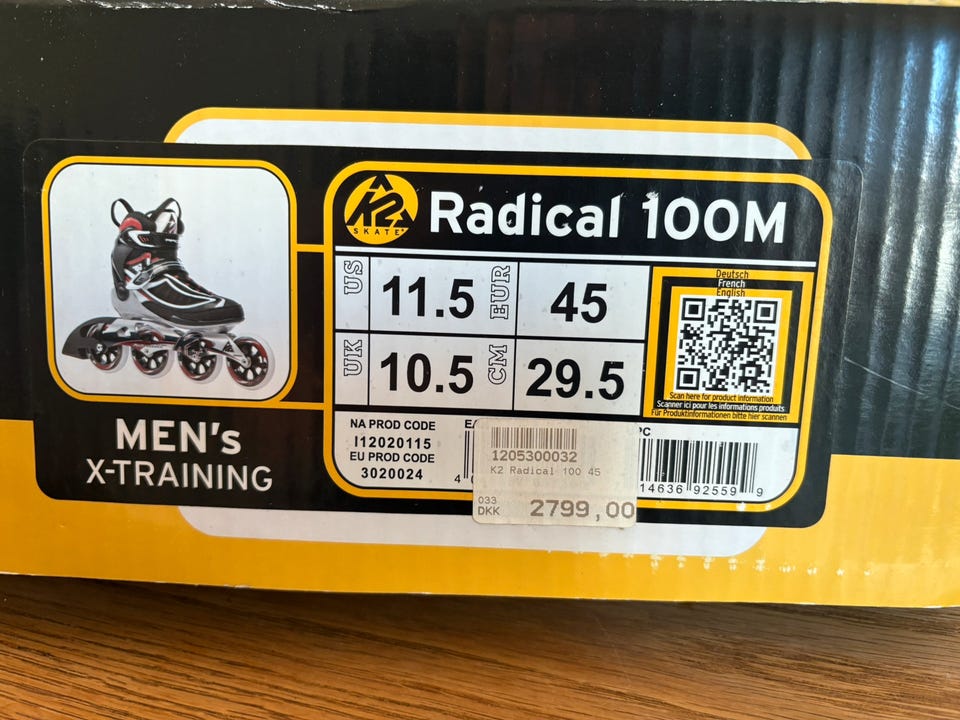 K2
SKATE
Radical 100M
US
11.5
EUR
45
UK
10.5
CM
29.5
Deutsch
French
English
Scan here for product information
Scanner ici pour les informations produits
Für Produktinformationen bitte hier scannen
MEN's
X-TRAINING
NA PROD CODE
I12020115
EU PROD CODE
3020024
4
1205300032
K2 Radical 100 45
033
DKK 2799,00
PC
14636 92559 9